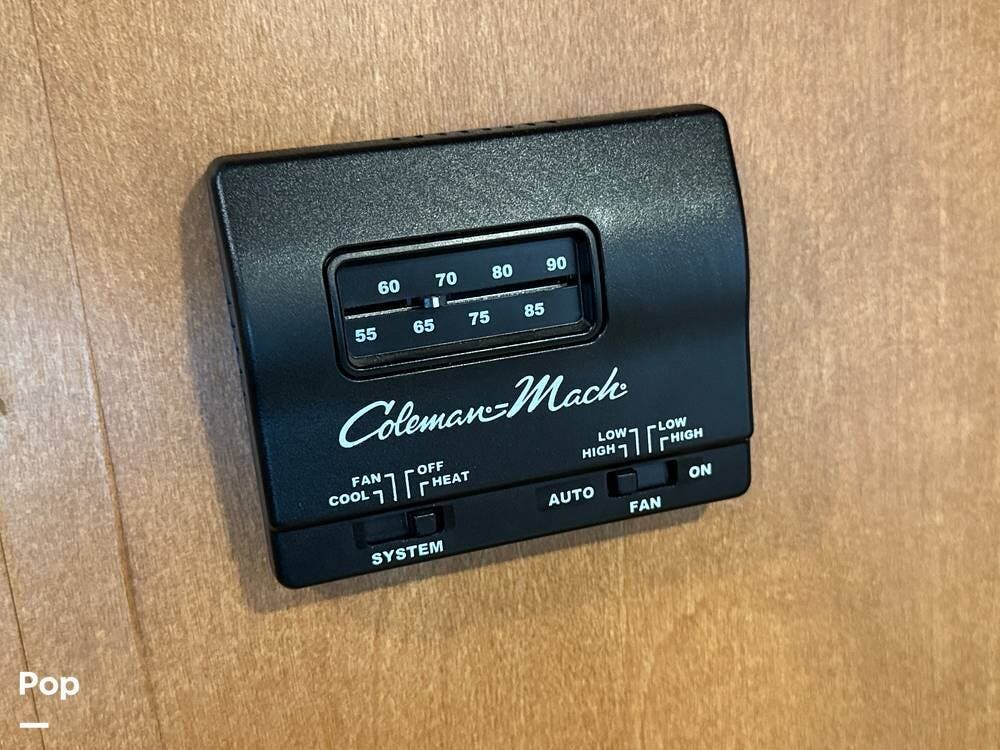 60 70 80 90
55 65 75 85
Coleman-Mach
FAN OFF
COOL HEAT
LOW LOW
HIGH HIGH
AUTO ON
SYSTEM FAN
Pop